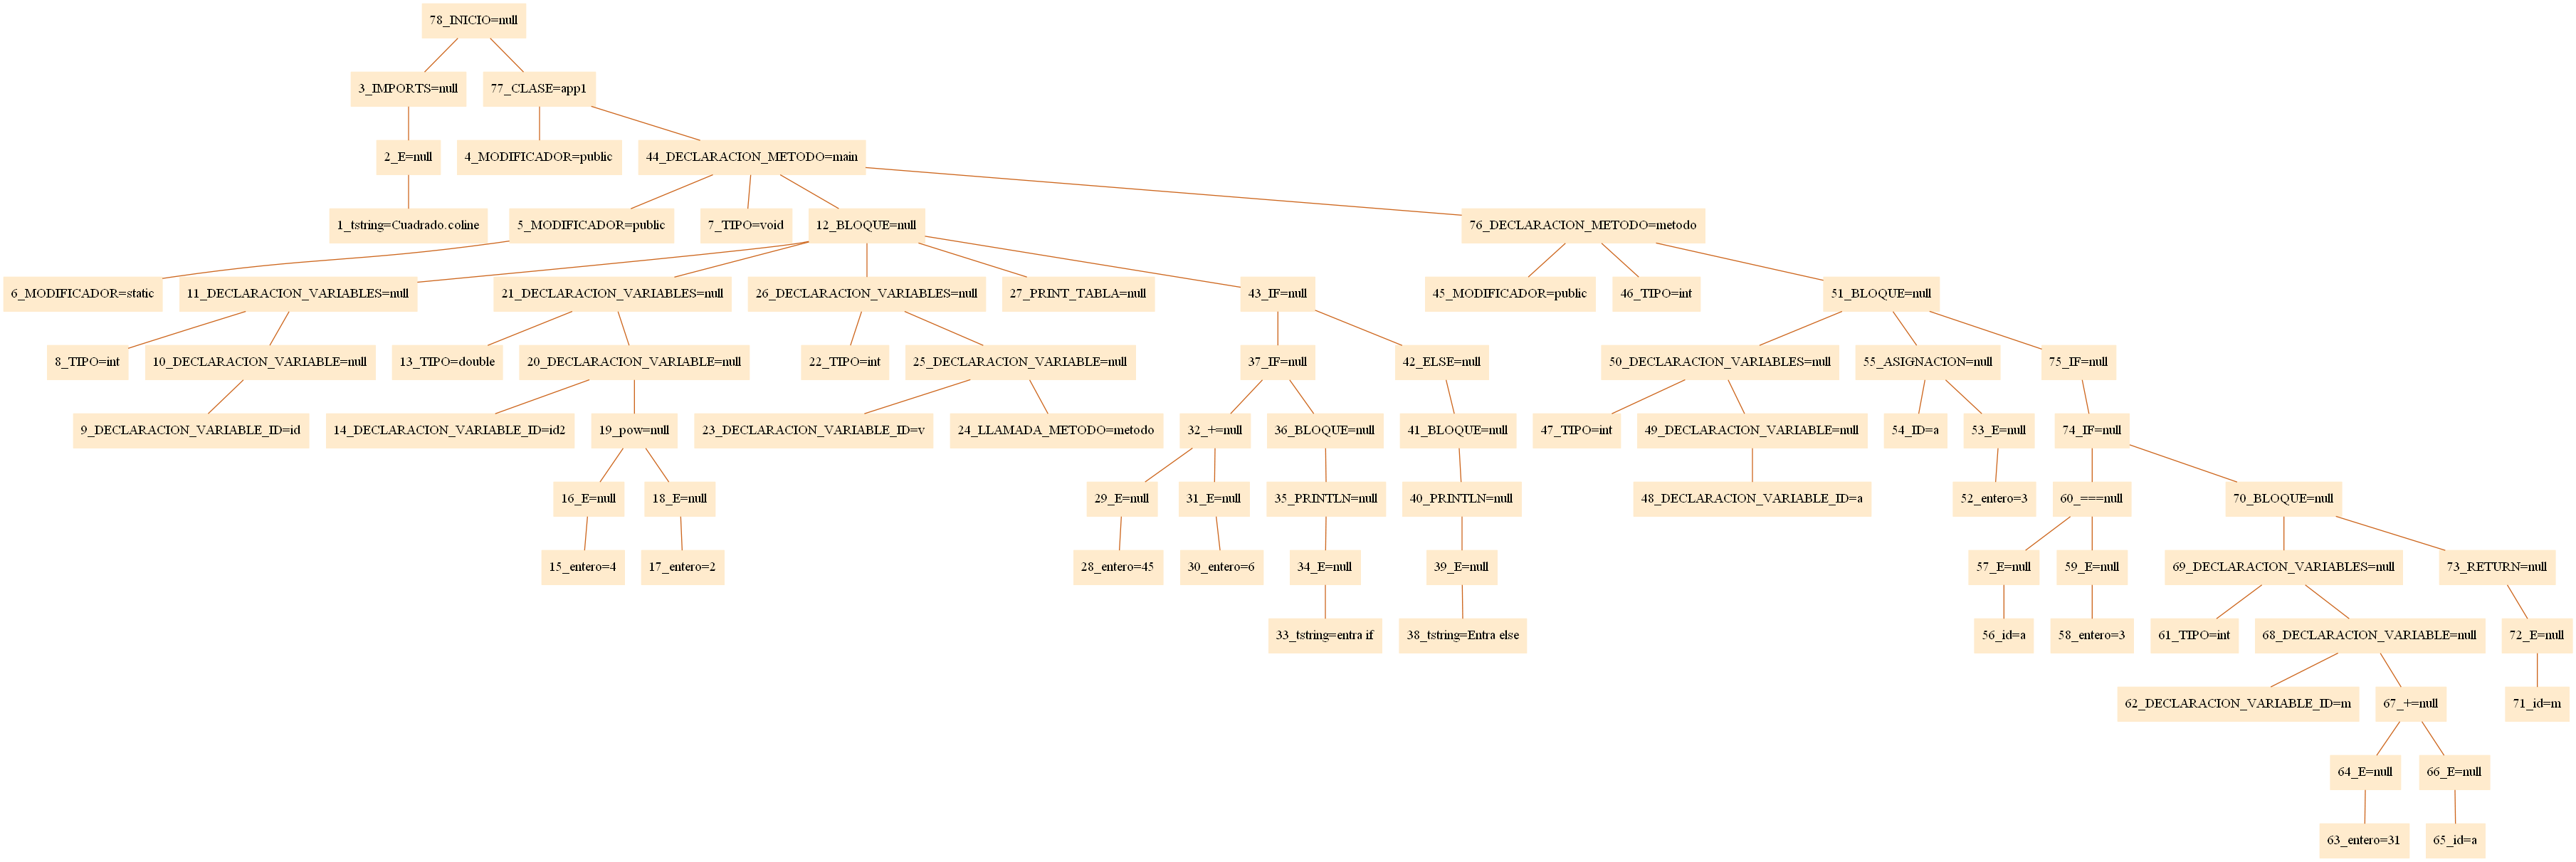 78_INICIO=null
3_IMPORTS=null
77_CLASE=app1
2_E=null
4_MODIFICADOR=public
44_DECLARACION_METODO=main
1_tstring=Cuadrado.coline
5_MODIFICADOR=public
7_TIPO=void
12_BLOQUE=null
76_DECLARACION_METODO=metodo
6_MODIFICADOR=static
11_DECLARACION_VARIABLES=null
21_DECLARACION_VARIABLES=null
26_DECLARACION_VARIABLES=null
27_PRINT_TABLA=null
43_IF=null
45_MODIFICADOR=public
46_TIPO=int
51_BLOQUE=null
8_TIPO=int
10_DECLARACION_VARIABLE=null
13_TIPO=double
20_DECLARACION_VARIABLE=null
22_TIPO=int
25_DECLARACION_VARIABLE=null
37_IF=null
42_ELSE=null
50_DECLARACION_VARIABLES=null
55_ASIGNACION=null
75_IF=null
9_DECLARACION_VARIABLE_ID=id
14_DECLARACION_VARIABLE_ID=id2
19_pow=null
23_DECLARACION_VARIABLE_ID=v
24_LLAMADA_METODO=metodo
32_+=null
36_BLOQUE=null
41_BLOQUE=null
47_TIPO=int
49_DECLARACION_VARIABLE=null
54_ID=a
53_E=null
74_IF=null
16_E=null
18_E=null
29_E=null
31_E=null
35_PRINTLN=null
40_PRINTLN=null
48_DECLARACION_VARIABLE_ID=a
52_entero=3
60_===null
70_BLOQUE=null
15_entero=4
17_entero=2
28_entero=45
30_entero=6
34_E=null
39_E=null
57_E=null
59_E=null
69_DECLARACION_VARIABLES=null
73_RETURN=null
33_tstring=entra if
38_tstring=Entra else
56_id=a
58_entero=3
61_TIPO=int
68_DECLARACION_VARIABLE=null
72_E=null
62_DECLARACION_VARIABLE_ID=m
67_+=null
71_id=m
64_E=null
66_E=null
63_entero=31
65_id=a